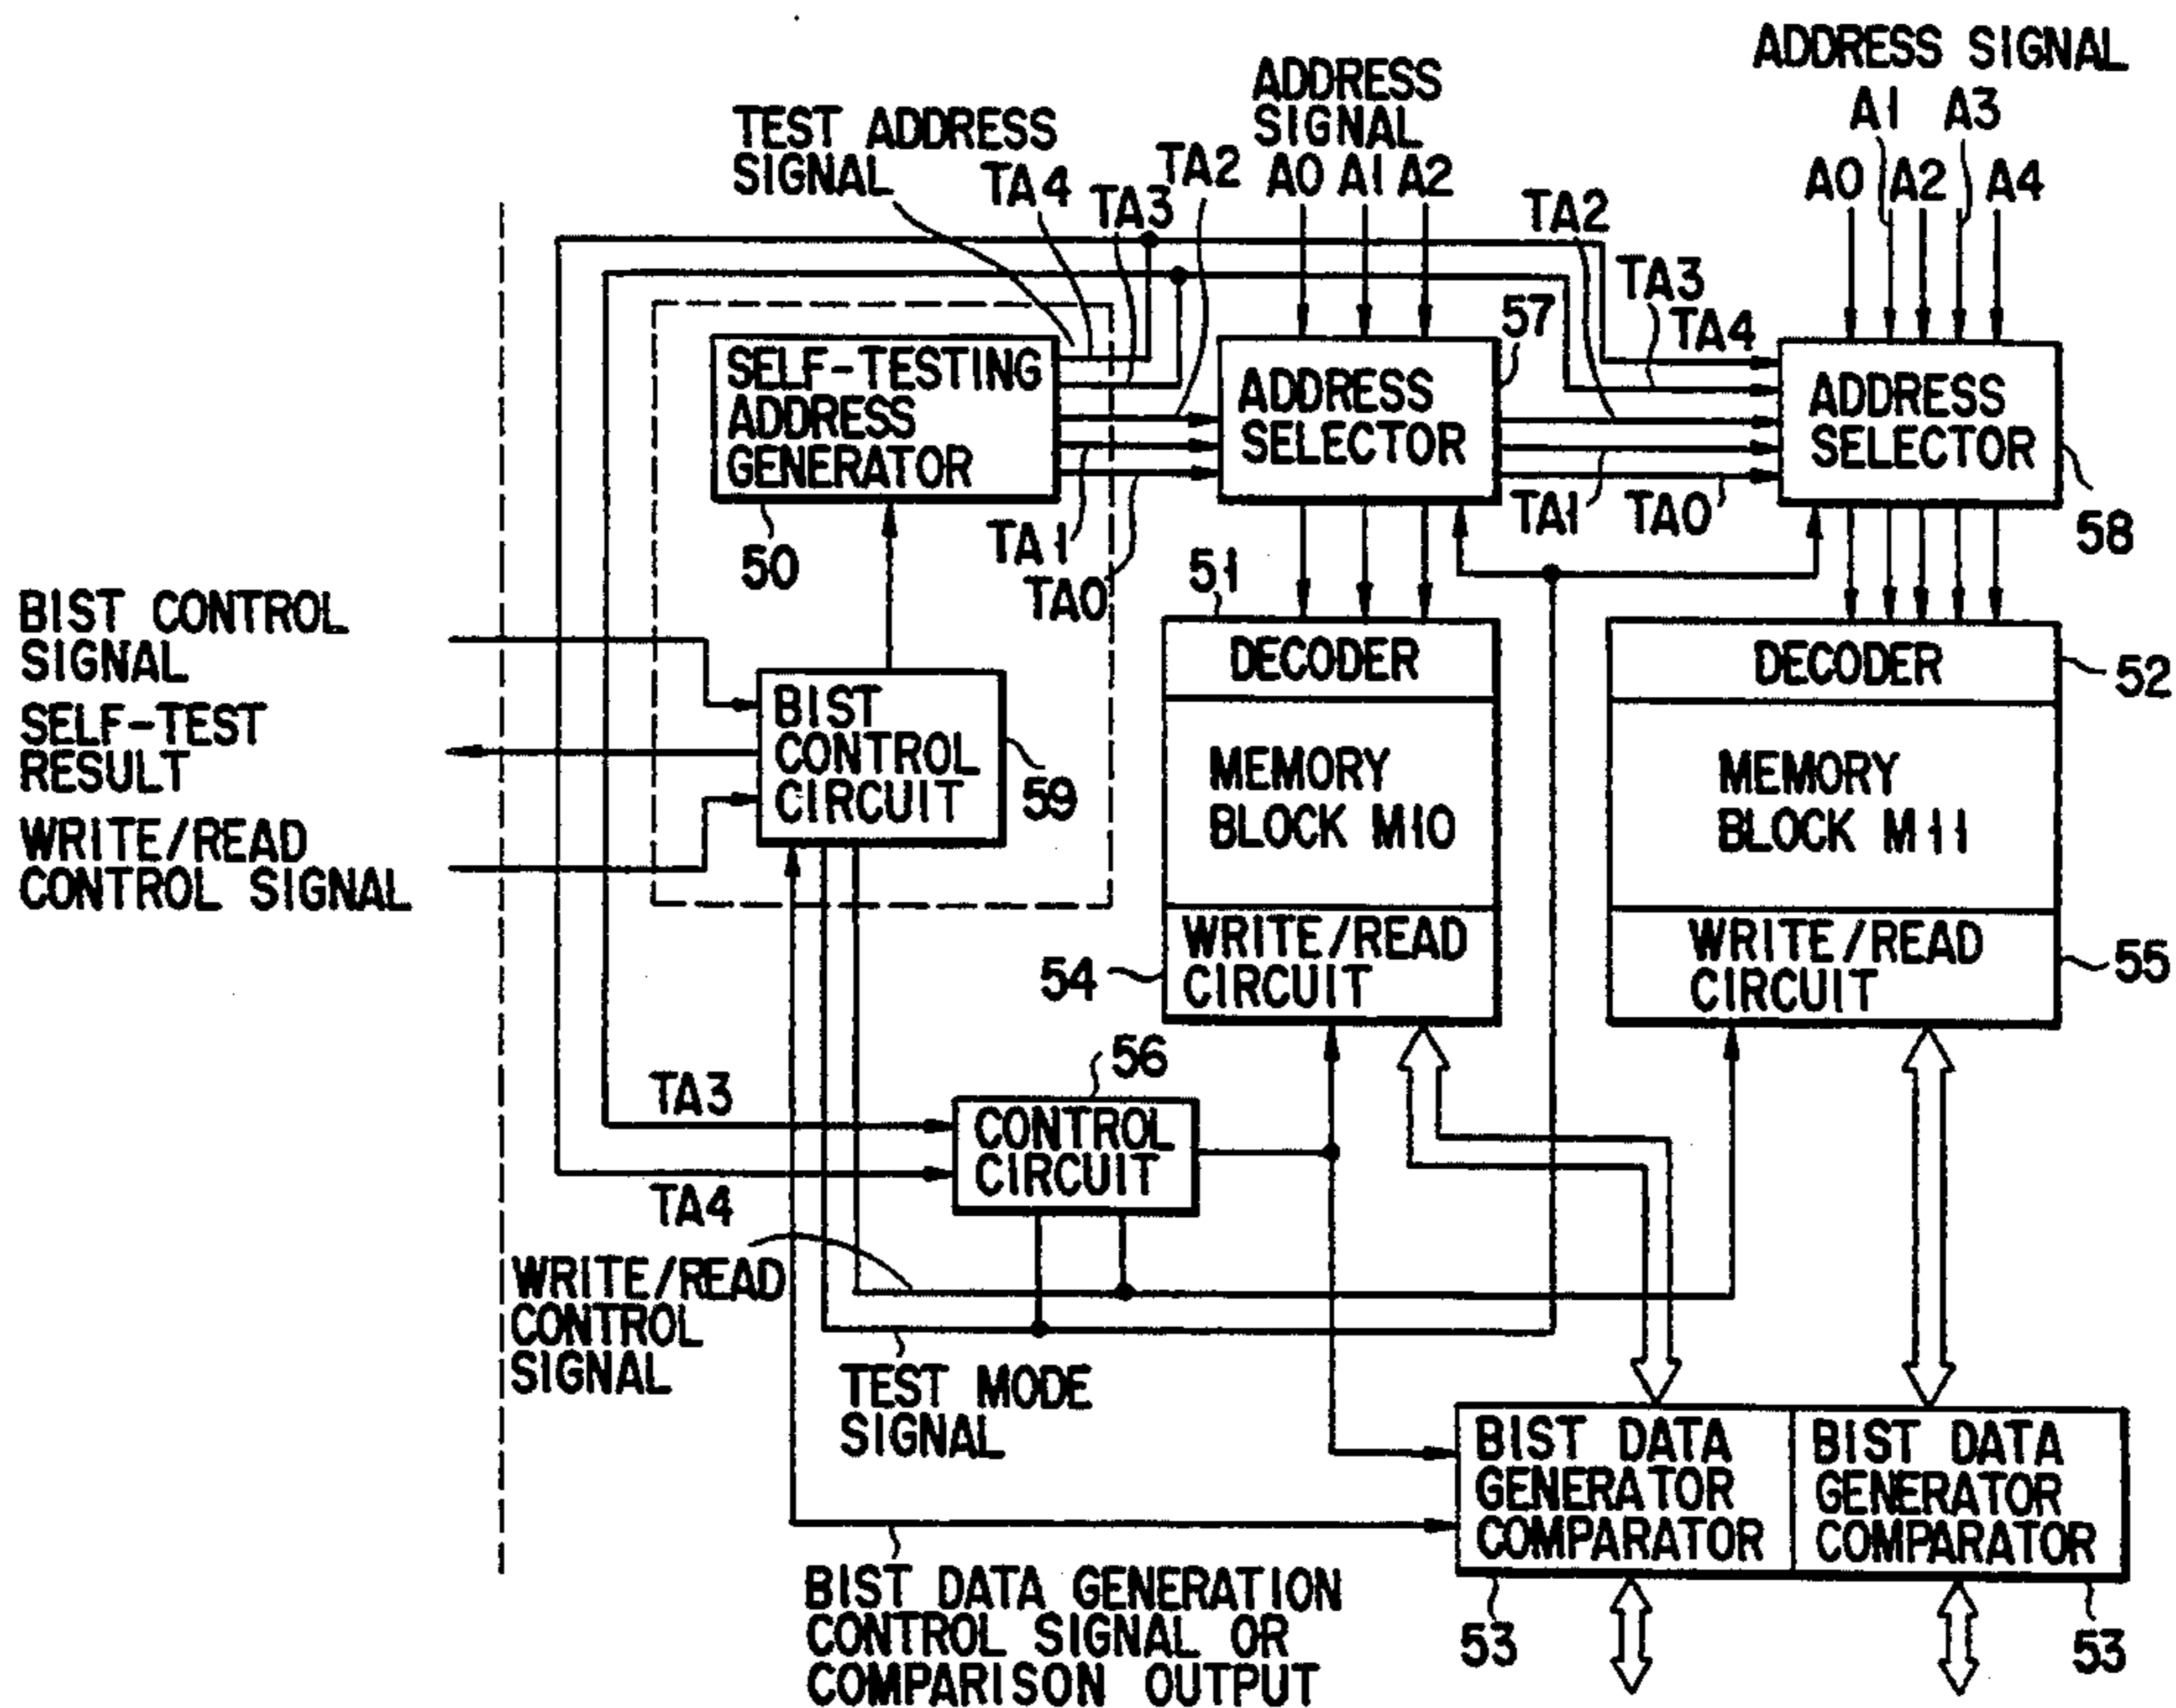 ADDRESS SIGNAL
A1 A3
A0 A2 A4
ADDRESS
SIGNAL
A0 A1 A2
TEST ADDRESS
SIGNAL
TA4
TA3
TA2
TA2
TA3
TA4
57
SELF-TESTING
ADDRESS
GENERATOR
ADDRESS
SELECTOR
ADDRESS
SELECTOR
TA1
TA0
TA1
TA0
50
51
58
BIST CONTROL
SIGNAL
SELF-TEST
RESULT
WRITE/READ
CONTROL SIGNAL
BIST
CONTROL
CIRCUIT
59
DECODER
MEMORY
BLOCK M10
WRITE/READ
CIRCUIT
54
DECODER
52
MEMORY
BLOCK M11
WRITE/READ
CIRCUIT
55
56
TA3
TA4
CONTROL
CIRCUIT
WRITE/READ
CONTROL
SIGNAL
TEST MODE
SIGNAL
BIST DATA
GENERATOR
COMPARATOR
BIST DATA
GENERATOR
COMPARATOR
53
53
BIST DATA GENERATION
CONTROL SIGNAL OR
COMPARISON OUTPUT